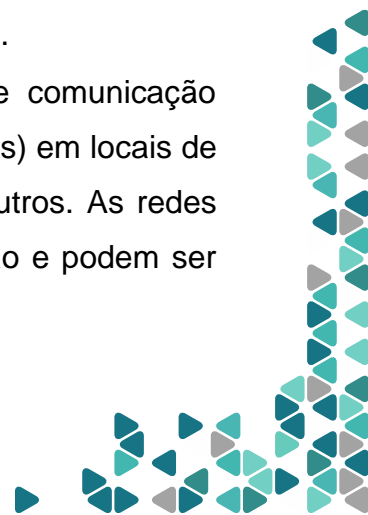 .
e comunicação
s) em locais de
utros. As redes
o e podem ser